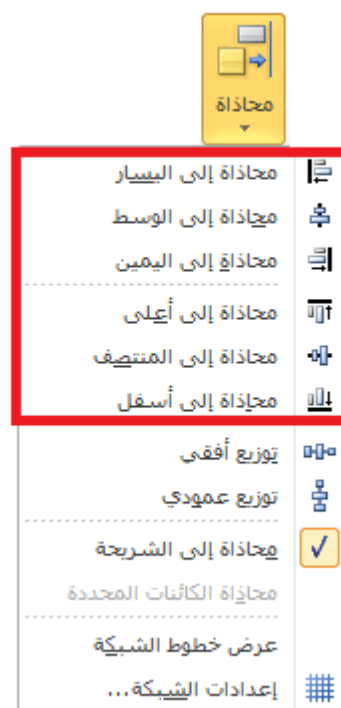 محاذاة
محاذاة إلى اليسار
محاذاة إلى الوسط
محاذاة إلى اليمين
محاذاة إلى أعلى
محاذاة إلى المنتصف
محاذاة إلى أسفل
توزيع أفقي
توزيع عمودي
محاذاة إلى الشريحة
محاذاة الكائنات المحددة
عرض خطوط الشبكة
إعدادات الشبكة...